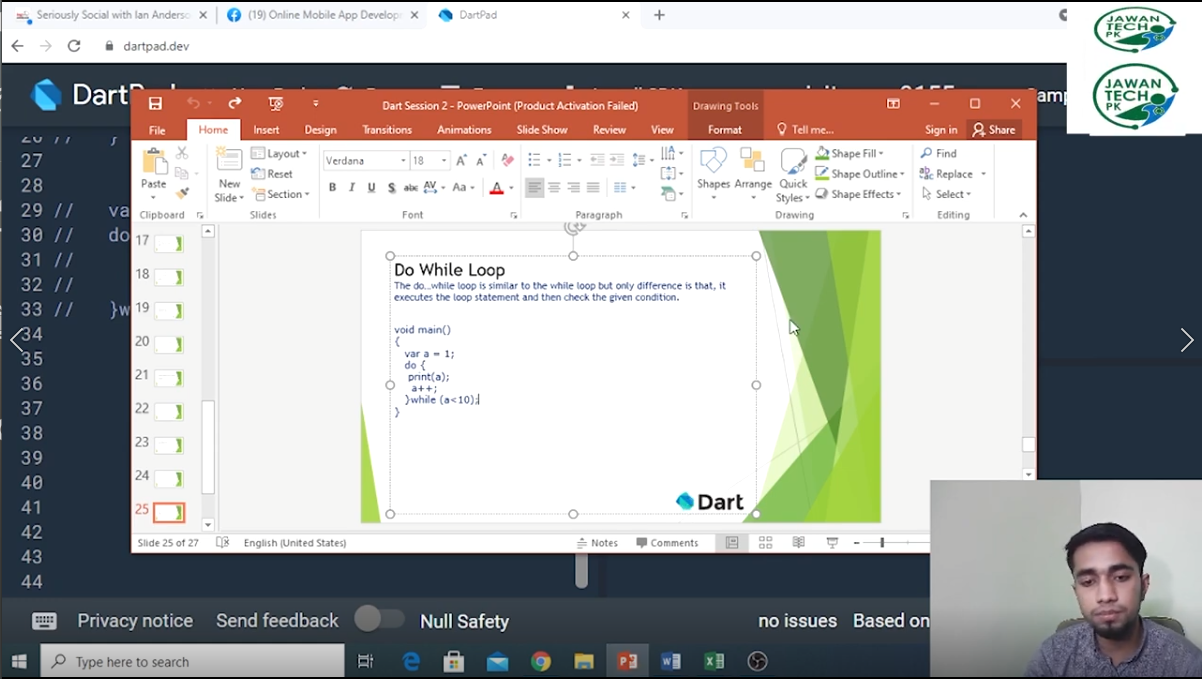 Seriously Social with Ian Anders
(19) Online Mobile App Develop
DartPad
dartpad.dev
JAWAN
TECH
PK
JAWAN
TECH
PK
Dart
Dart Session 2 - PowerPoint (Product Activation Failed)
Drawing Tools
File
Home
Insert
Design
Transitions
Animations
Slide Show
Review
View
Format
Tell me...
Sign in
Share
Paste
Clipboard
New
Slide
Layout
Reset
Section
Slides
Verdana
18
B I U S abc AV Aa A
Font
Paragraph
Shapes
Arrange
Quick
Styles
Shape Fill
Shape Outline
Shape Effects
Drawing
Find
Replace
Select
Editing
27
28
29 // va
30 // do
31 //
32 //
33 // }w
34
35
36
37
38
39
40
41
42
43
44
17
18
19
20
21
22
23
24
25
Do While Loop
The do…while loop is similar to the while loop but only difference is that, it
executes the loop statement and then check the given condition.
void main()
{
var a = 1;
do {
print(a);
a++;
}while (a<10);
}
Dart
Slide 25 of 27
English (United States)
Notes
Comments
Privacy notice
Send feedback
Null Safety
no issues
Based on
Type here to search